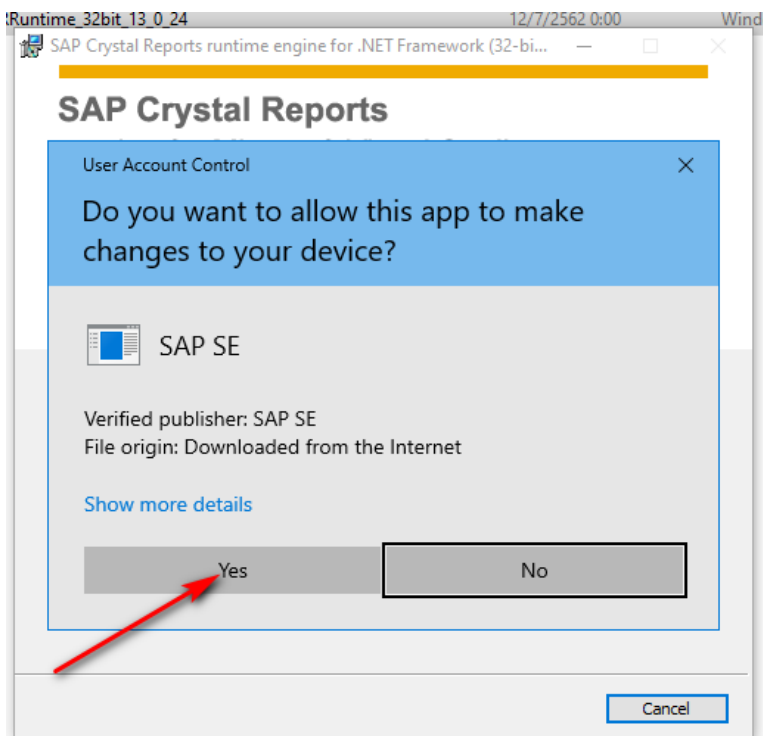 Runtime_32bit_13_0_24 12/7/2562 0:00 Wind
SAP Crystal Reports runtime engine for .NET Framework (32-bi...
SAP Crystal Reports
User Account Control
Do you want to allow this app to make
changes to your device?
SAP SE
Verified publisher: SAP SE
File origin: Downloaded from the Internet
Show more details
Yes No
Cancel